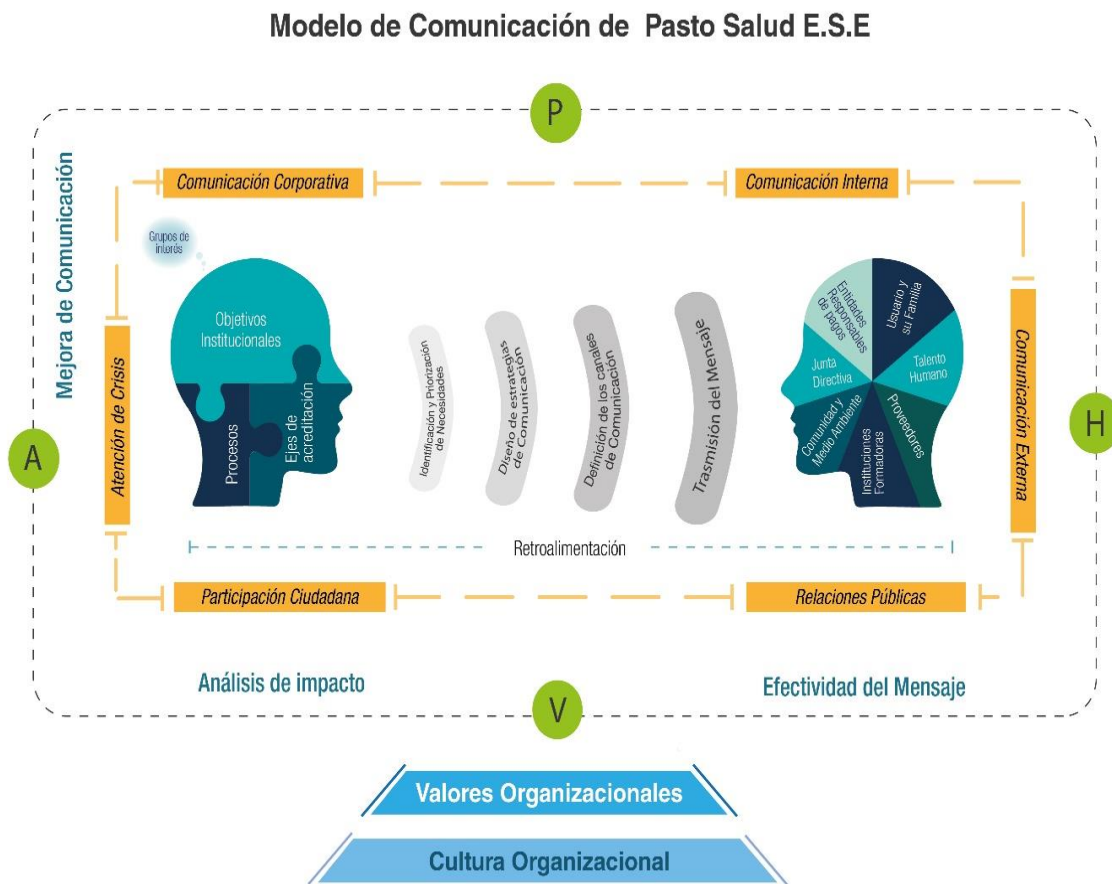 Modelo de Comunicación de Pasto Salud E.S.E
P
Mejora de Comunicación
Comunicación Corporativa
Comunicación Interna
Grupos de
interés
Objetivos
Institucionales
Procesos
Ejes de
acreditación
Identificación y Priorización
de Necesidades
Diseño de estrategias
de Comunicación
Definición de los canales
de Comunicación
Trasmisión del Mensaje
Entidades
Responsables
de pagos
Usuario y
su Familia
Junta
Directiva
Talento
Humano
Comunidad y
Medio Ambiente
Instituciones
Formadoras
Proveedores
Atención de Crisis
Comunicación Externa
A
H
Retroalimentación
Participación Ciudadana
Relaciones Públicas
Análisis de impacto
Efectividad del Mensaje
V
Valores Organizacionales
Cultura Organizacional